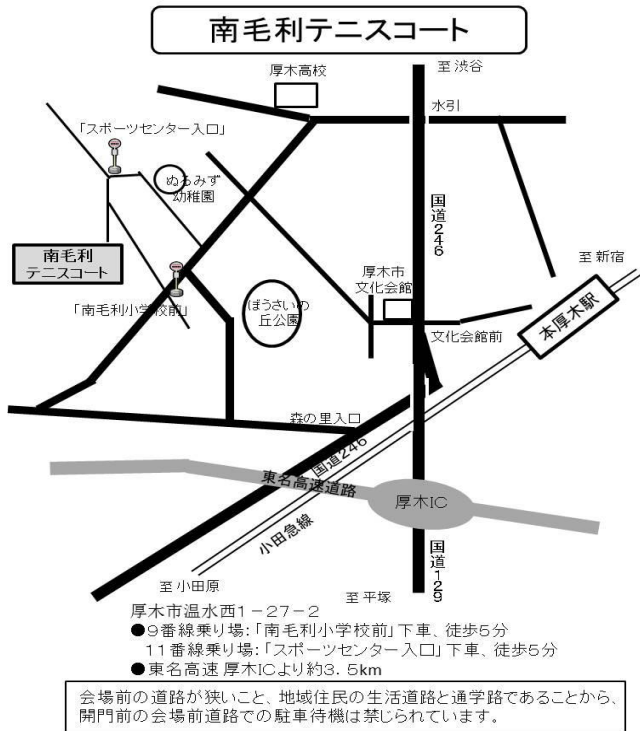 南毛利テニスコート
至 渋谷
厚木高校
水引
「スポーツセンター入口」
ぬるみず
幼稚園
国道246
至 新宿
南毛利
テニスコート
厚木市
文化会館
本厚木駅
「南毛利小学校前」
ぼうさいの
丘公園
文化会館前
森の里入口
国道246
東名高速道路
厚木IC
小田急線
国道129
至 小田原
至 平塚
厚木市温水西1-27-2
●9番線乗り場:「南毛利小学校前」下車、徒歩5分
11番線乗り場:「スポーツセンター入口」下車、徒歩5分
●東名高速 厚木ICより約3.5km
会場前の道路が狭いこと、地域住民の生活道路と通学路であることから、
開門前の会場前道路での駐車待機は禁じられています。